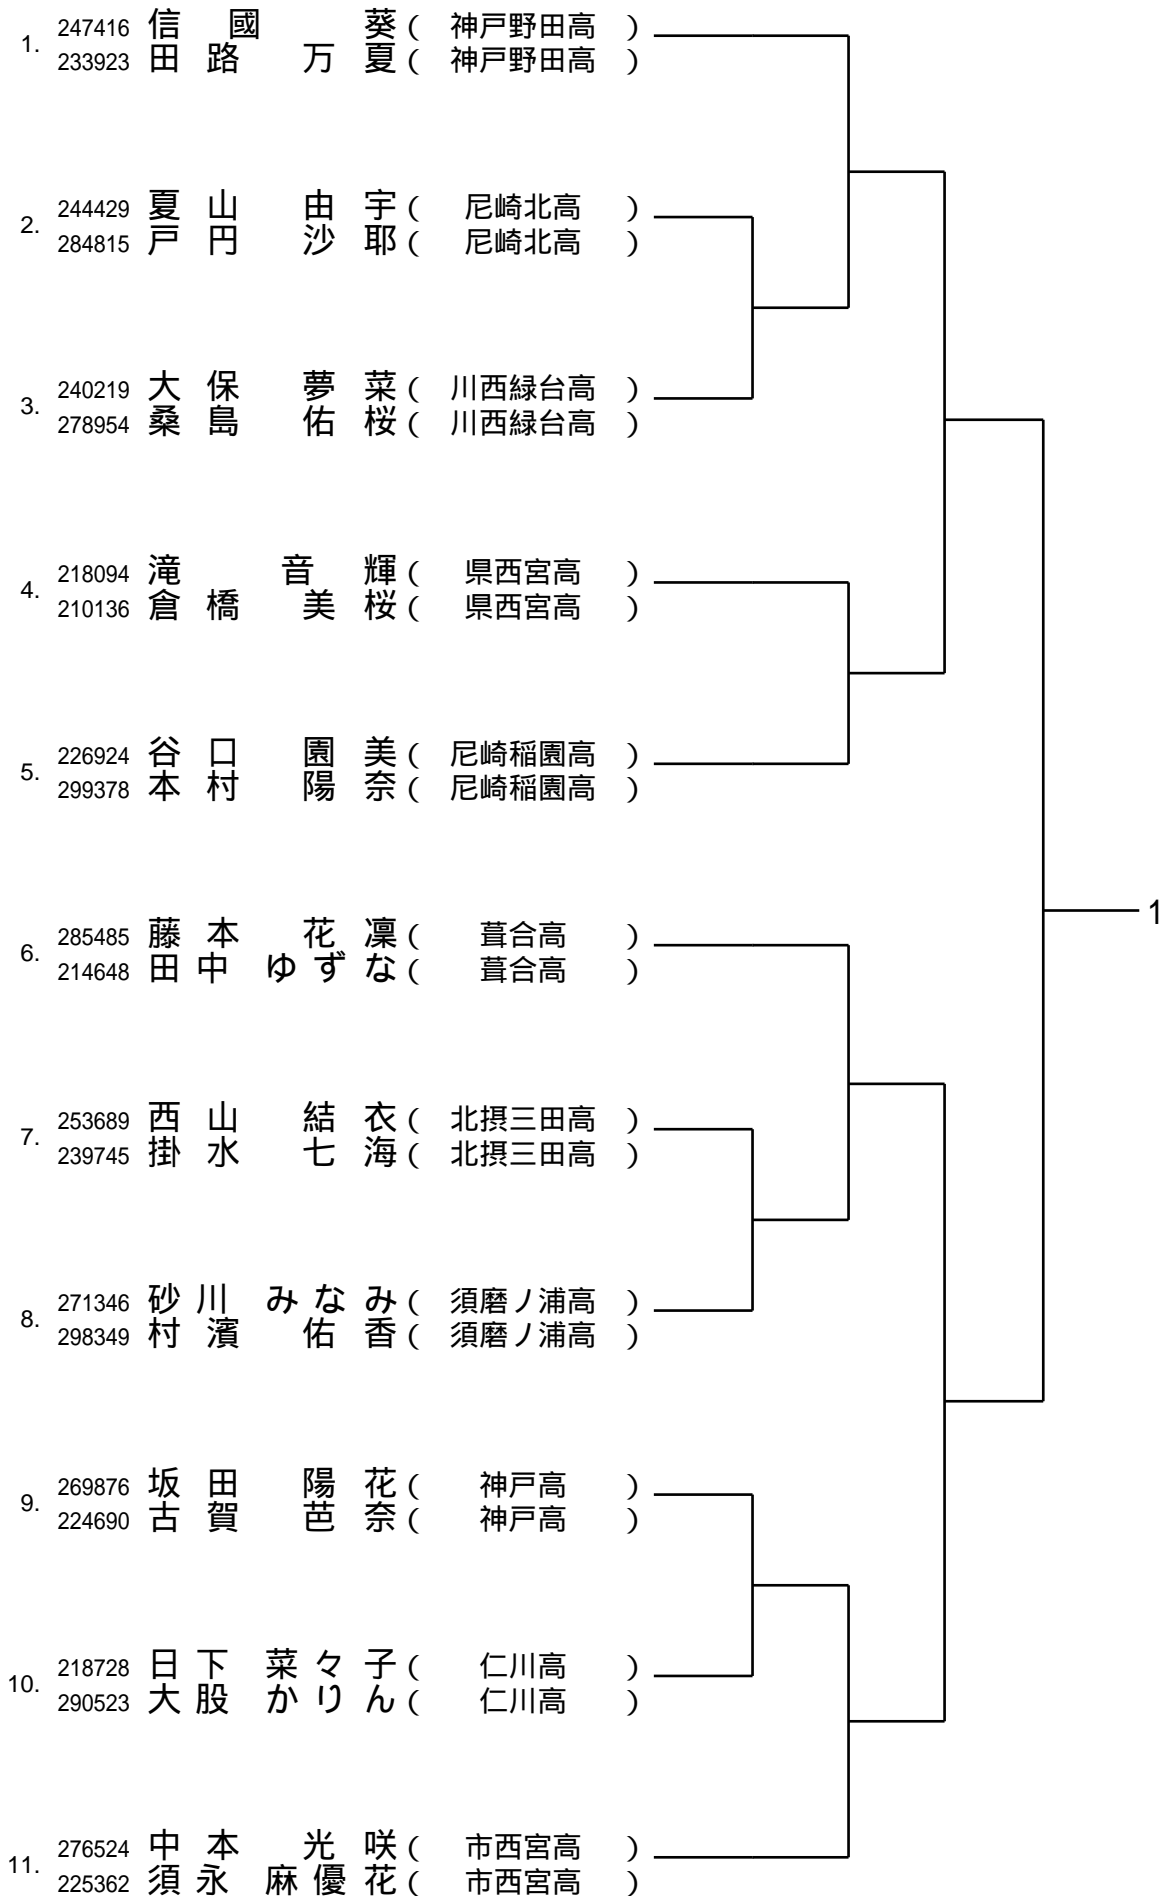 1. 247416 信國 葵 ( 神戸野田高 )
233923 田路 万夏 ( 神戸野田高 )
2. 244429 夏山 由宇 ( 尼崎北高 )
284815 戸円 沙耶 ( 尼崎北高 )
3. 240219 大保 夢菜 ( 川西緑台高 )
278954 桑島 佑桜 ( 川西緑台高 )
4. 218094 滝 音輝 ( 県西宮高 )
210136 倉橋 美桜 ( 県西宮高 )
5. 226924 谷口 園美 ( 尼崎稲園高 )
299378 本村 陽奈 ( 尼崎稲園高 )
6. 285485 藤本 花凜 ( 葺合高 )
214648 田中 ゆずな ( 葺合高 )
1
7. 253689 西山 結衣 ( 北摂三田高 )
239745 掛水 七海 ( 北摂三田高 )
8. 271346 砂川 みなみ ( 須磨ノ浦高 )
298349 村濱 佑香 ( 須磨ノ浦高 )
9. 269876 坂田 陽花 ( 神戸高 )
224690 古賀 芭奈 ( 神戸高 )
10. 218728 日下 菜々子 ( 仁川高 )
290523 大股 かりん ( 仁川高 )
11. 276524 中本 光咲 ( 市西宮高 )
225362 須永 麻優花 ( 市西宮高 )